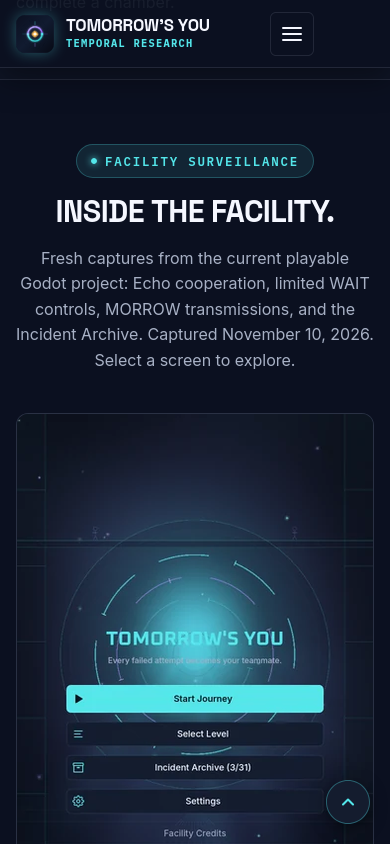 complete a chamber.
TOMORROW'S YOU
TEMPORAL RESEARCH
FACILITY SURVEILLANCE
INSIDE THE FACILITY.
Fresh captures from the current playable
Godot project: Echo cooperation, limited WAIT
controls, MORROW transmissions, and the
Incident Archive. Captured November 10, 2026.
Select a screen to explore.
TOMORROW'S YOU
Every failed attempt becomes your teammate.
Start Journey
Select Level
Incident Archive (3/31)
Settings
Facility Credits